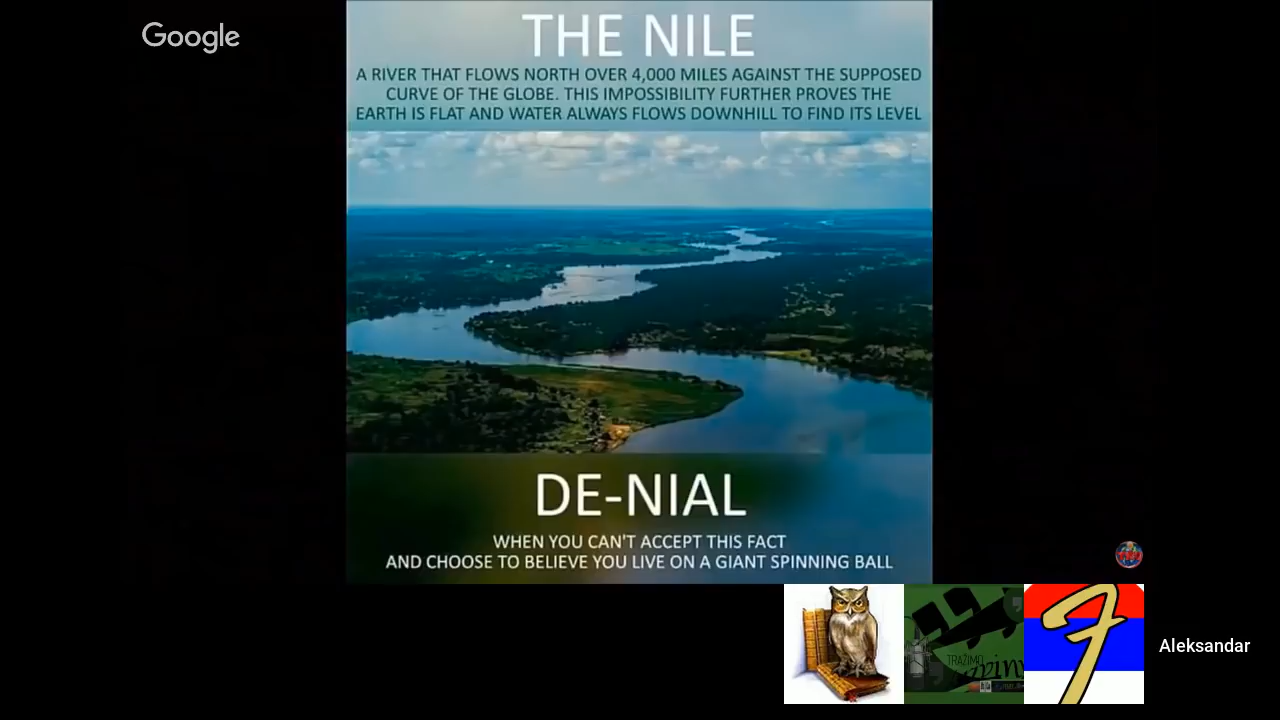 Google
THE NILE
A RIVER THAT FLOWS NORTH OVER 4,000 MILES AGAINST THE SUPPOSED
CURVE OF THE GLOBE. THIS IMPOSSIBILITY FURTHER PROVES THE
EARTH IS FLAT AND WATER ALWAYS FLOWS DOWNHILL TO FIND ITS LEVEL
DE-NIAL
WHEN YOU CAN'T ACCEPT THIS FACT
AND CHOOSE TO BELIEVE YOU LIVE ON A GIANT SPINNING BALL
TRAŽIMO
Aleksandar